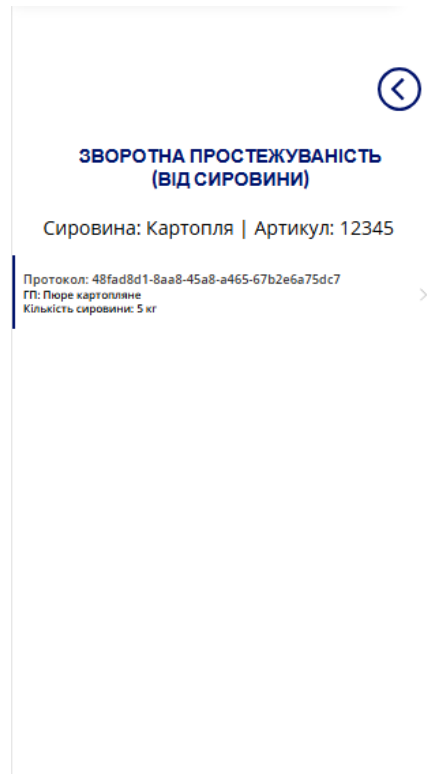 ЗВОРОТНА ПРОСТЕЖУВАНІСТЬ
(ВІД СИРОВИНИ)
Сировина: Картопля | Артикул: 12345
Протокол: 48fad8d1-8aa8-45a8-a465-67b2e6a75dc7
ГП: Пюре картопляне
Кількість сировини: 5 кг